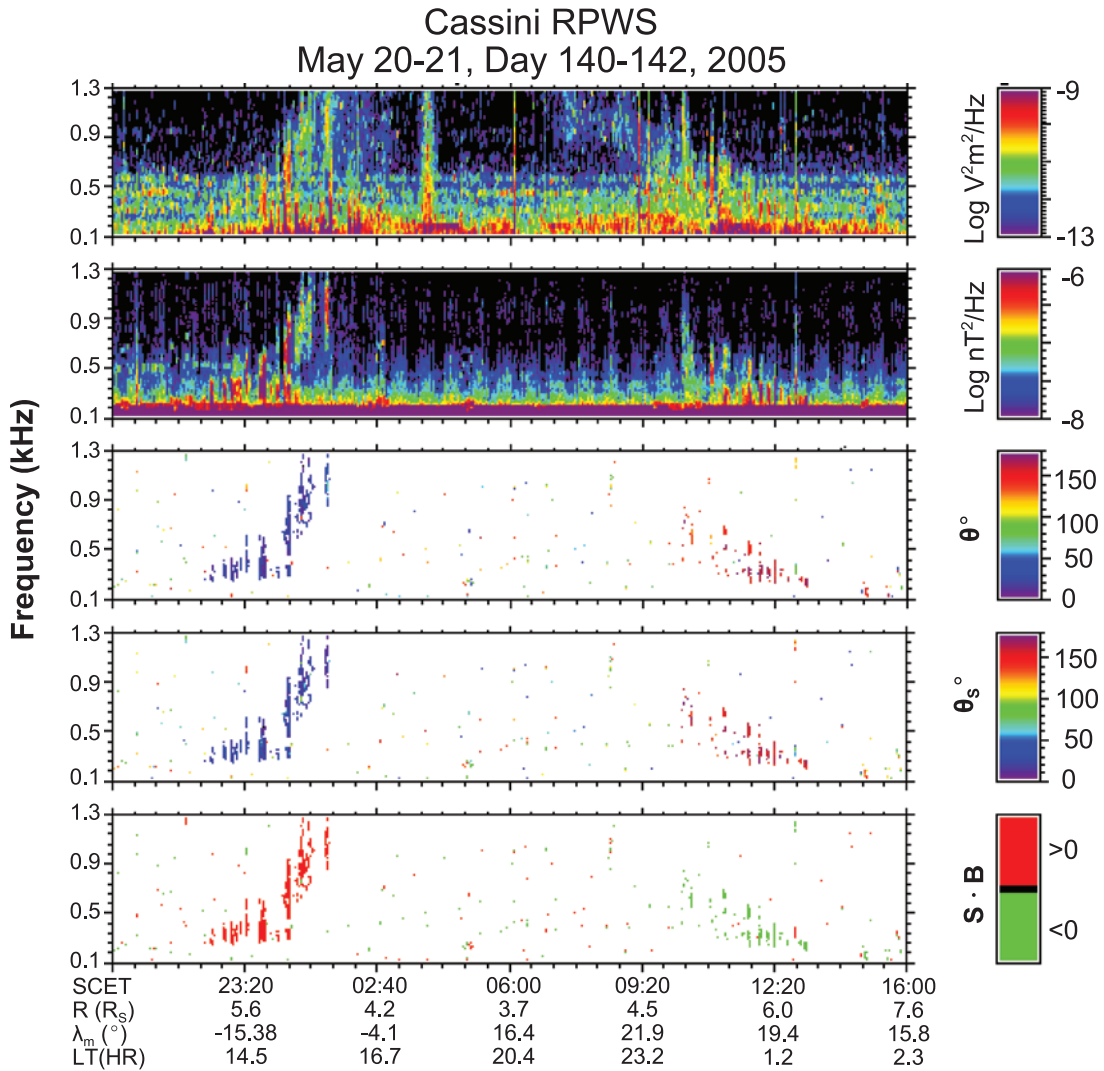 Cassini RPWS
May 20-21, Day 140-142, 2005
Frequency (kHz)
1.3
0.9
0.5
0.1
-9
Log V²m²/Hz
-13
1.3
0.9
0.5
0.1
-6
Log nT²/Hz
-8
1.3
0.9
0.5
0.1
θ°
150
100
50
0
1.3
0.9
0.5
0.1
θs°
150
100
50
0
1.3
0.9
0.5
0.1
S · B
>0
<0
SCET 23:20 02:40 06:00 09:20 12:20 16:00
R (RS) 5.6 4.2 3.7 4.5 6.0 7.6
λm (°) -15.38 -4.1 16.4 21.9 19.4 15.8
LT(HR) 14.5 16.7 20.4 23.2 1.2 2.3